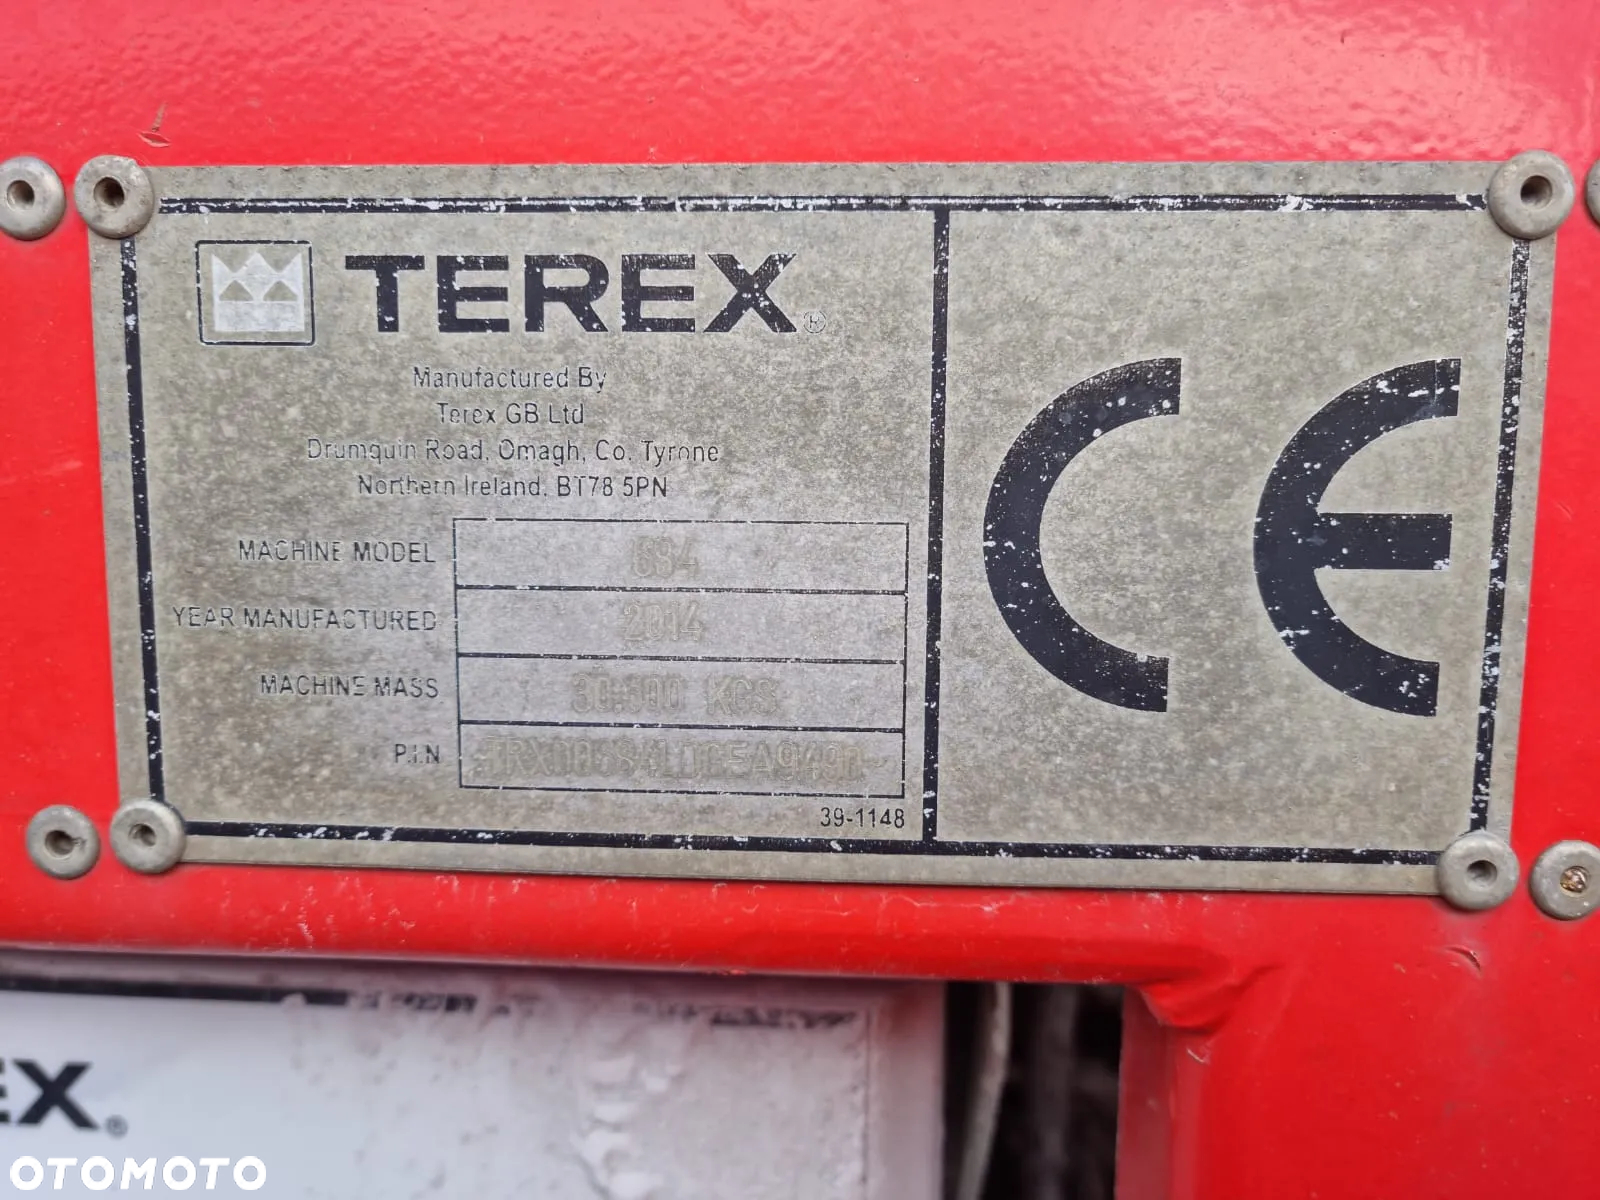 TEREX®
Manufactured By
Terex GB Ltd
Drumquin Road, Omagh, Co. Tyrone
Northern Ireland, BT78 5PN
MACHINE MODEL 694
YEAR MANUFACTURED 2014
MACHINE MASS KGS
P.I.N
39-1148
CE
EX®
OTOMOTO